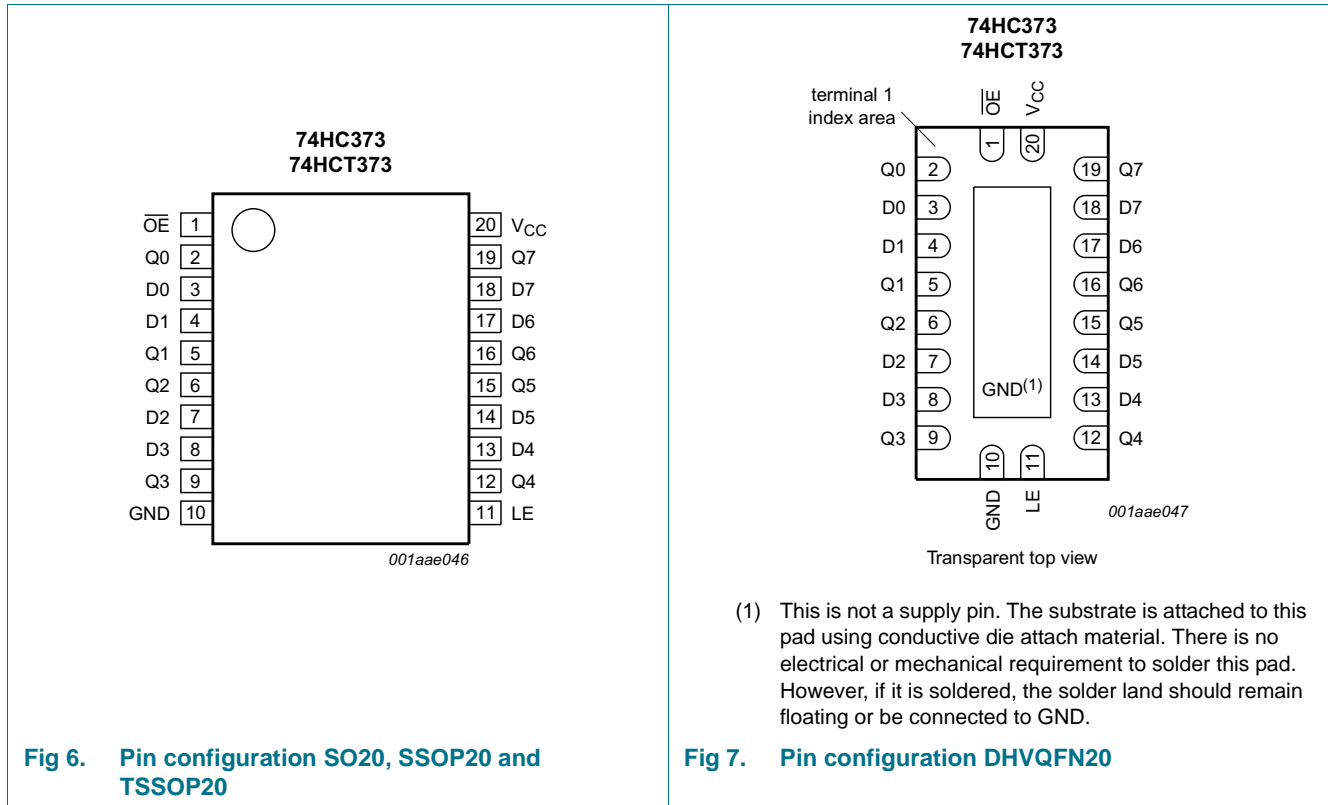 74HC373
74HCT373
OE 1
Q0 2
D0 3
D1 4
Q1 5
Q2 6
D2 7
D3 8
Q3 9
GND 10
20 VCC
19 Q7
18 D7
17 D6
16 Q6
15 Q5
14 D5
13 D4
12 Q4
11 LE
001aae046
Fig 6. Pin configuration SO20, SSOP20 and
TSSOP20
74HC373
74HCT373
terminal 1
index area
OE 1
VCC 20
Q0 2
D0 3
D1 4
Q1 5
Q2 6
D2 7
D3 8
Q3 9
19 Q7
18 D7
17 D6
16 Q6
15 Q5
14 D5
13 D4
12 Q4
GND(1)
10 GND
11 LE
001aae047
Transparent top view
(1) This is not a supply pin. The substrate is attached to this
pad using conductive die attach material. There is no
electrical or mechanical requirement to solder this pad.
However, if it is soldered, the solder land should remain
floating or be connected to GND.
Fig 7. Pin configuration DHVQFN20